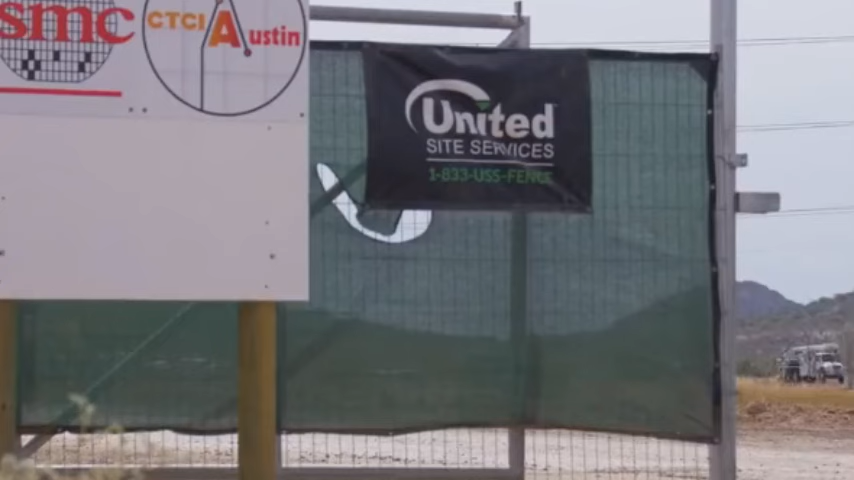 smc
CTCI
Austin
United
SITE SERVICES
1-833-USS-FENCE